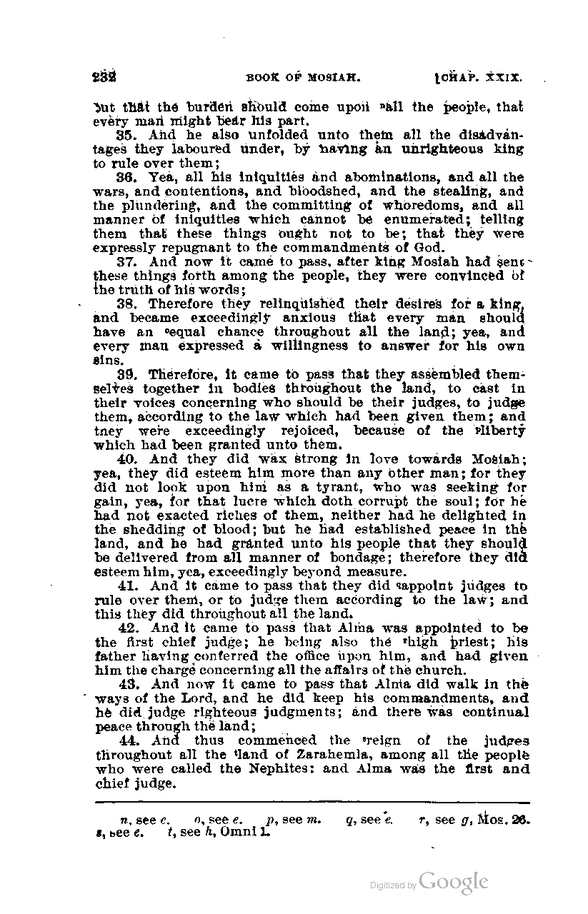 232 BOOK OF MOSIAH. [CHAP. XXIX.
but that the burden should come upon ⁿall the people, that
every man might bear his part.
35. And he also unfolded unto them all the disadvan-
tages they laboured under, by having an unrighteous king
to rule over them;
36. Yea, all his iniquities and abominations, and all the
wars, and contentions, and bloodshed, and the stealing, and
the plundering, and the committing of whoredoms, and all
manner of iniquities which cannot be enumerated; telling
them that these things ought not to be; that they were
expressly repugnant to the commandments of God.
37. And now it came to pass, after king Mosiah had sent
these things forth among the people, they were convinced of
the truth of his words;
38. Therefore they relinquished their desires for a king,
and became exceedingly anxious that every man should
have an ᵒequal chance throughout all the land; yea, and
every man expressed a willingness to answer for his own
sins.
39. Therefore, it came to pass that they assembled them-
selves together in bodies throughout the land, to cast in
their voices concerning who should be their judges, to judge
them, according to the law which had been given them; and
they were exceedingly rejoiced, because of the ᵖliberty
which had been granted unto them.
40. And they did wax strong in love towards Mosiah;
yea, they did esteem him more than any other man; for they
did not look upon him as a tyrant, who was seeking for
gain, yea, for that lucre which doth corrupt the soul; for he
had not exacted riches of them, neither had he delighted in
the shedding of blood; but he had established peace in the
land, and he had granted unto his people that they should
be delivered from all manner of bondage; therefore they did
esteem him, yea, exceedingly beyond measure.
41. And it came to pass that they did qappoint judges to
rule over them, or to judge them according to the law; and
this they did throughout all the land.
42. And it came to pass that Alma was appointed to be
the first chief judge; he being also the ʳhigh priest; his
father having conferred the office upon him, and had given
him the charge concerning all the affairs of the church.
43. And now it came to pass that Alma did walk in the
ways of the Lord, and he did keep his commandments, and
he did judge righteous judgments; and there was continual
peace through the land;
44. And thus commenced the ˢreign of the judges
throughout all the ᵗland of Zarahemla, among all the people
who were called the Nephites: and Alma was the first and
chief judge.
n, see e. o, see e. p, see m. q, see e. r, see g, Mos. 26.
s, see e. t, see h, Omni 1.
Digitized by Google